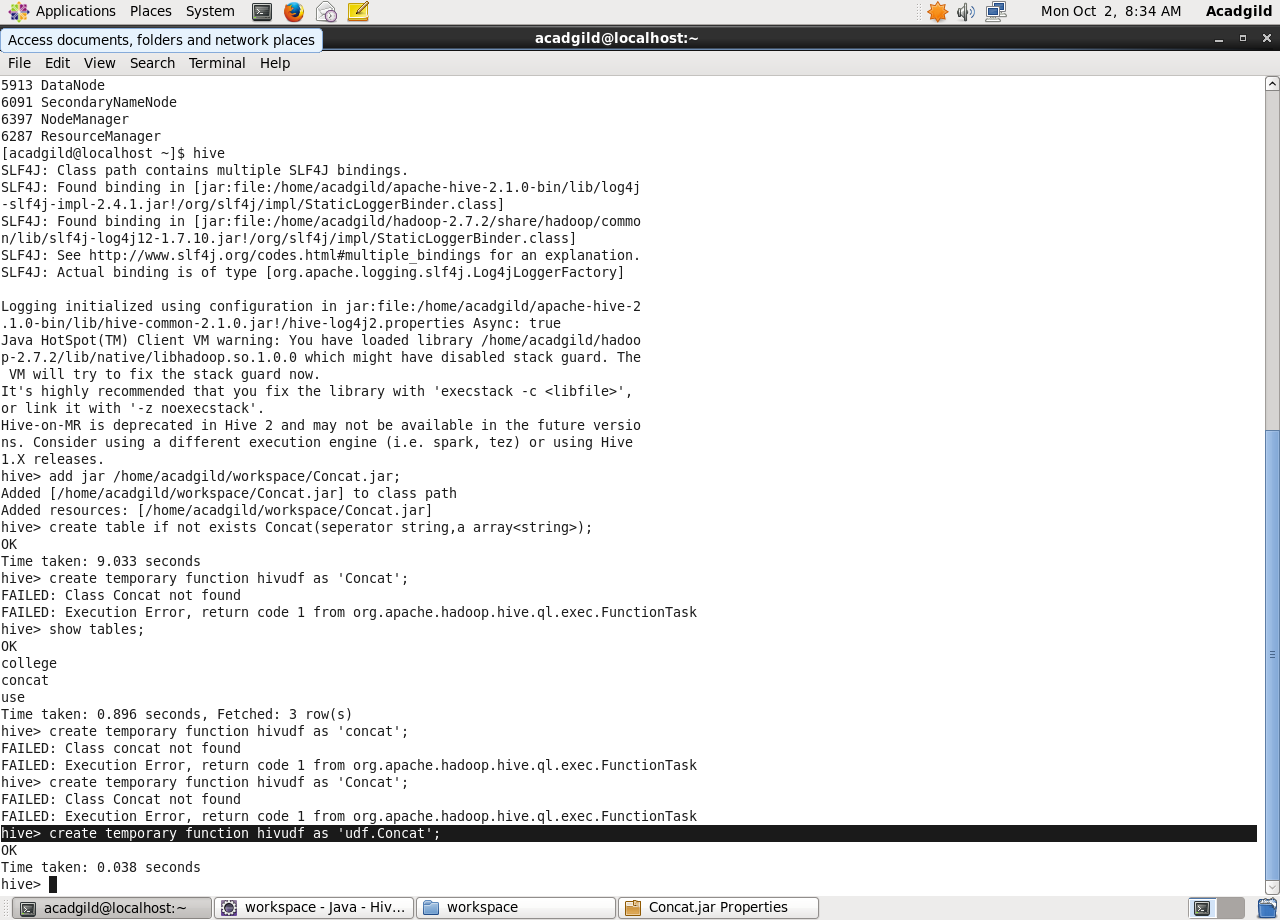 Applications Places System Mon Oct 2, 8:34 AM Acadgild
Access documents, folders and network places acadgild@localhost:~
File Edit View Search Terminal Help
5913 DataNode
6091 SecondaryNameNode
6397 NodeManager
6287 ResourceManager
[acadgild@localhost ~]$ hive
SLF4J: Class path contains multiple SLF4J bindings.
SLF4J: Found binding in [jar:file:/home/acadgild/apache-hive-2.1.0-bin/lib/log4j
-slf4j-impl-2.4.1.jar!/org/slf4j/impl/StaticLoggerBinder.class]
SLF4J: Found binding in [jar:file:/home/acadgild/hadoop-2.7.2/share/hadoop/commo
n/lib/slf4j-log4j12-1.7.10.jar!/org/slf4j/impl/StaticLoggerBinder.class]
SLF4J: See http://www.slf4j.org/codes.html#multiple_bindings for an explanation.
SLF4J: Actual binding is of type [org.apache.logging.slf4j.Log4jLoggerFactory]
Logging initialized using configuration in jar:file:/home/acadgild/apache-hive-2
.1.0-bin/lib/hive-common-2.1.0.jar!/hive-log4j2.properties Async: true
Java HotSpot(TM) Client VM warning: You have loaded library /home/acadgild/hadoo
p-2.7.2/lib/native/libhadoop.so.1.0.0 which might have disabled stack guard. The
 VM will try to fix the stack guard now.
It's highly recommended that you fix the library with 'execstack -c <libfile>',
or link it with '-z noexecstack'.
Hive-on-MR is deprecated in Hive 2 and may not be available in the future versio
ns. Consider using a different execution engine (i.e. spark, tez) or using Hive
1.X releases.
hive> add jar /home/acadgild/workspace/Concat.jar;
Added [/home/acadgild/workspace/Concat.jar] to class path
Added resources: [/home/acadgild/workspace/Concat.jar]
hive> create table if not exists Concat(seperator string,a array<string>);
OK
Time taken: 9.033 seconds
hive> create temporary function hivudf as 'Concat';
FAILED: Class Concat not found
FAILED: Execution Error, return code 1 from org.apache.hadoop.hive.ql.exec.FunctionTask
hive> show tables;
OK
college
concat
use
Time taken: 0.896 seconds, Fetched: 3 row(s)
hive> create temporary function hivudf as 'concat';
FAILED: Class concat not found
FAILED: Execution Error, return code 1 from org.apache.hadoop.hive.ql.exec.FunctionTask
hive> create temporary function hivudf as 'Concat';
FAILED: Class Concat not found
FAILED: Execution Error, return code 1 from org.apache.hadoop.hive.ql.exec.FunctionTask
hive> create temporary function hivudf as 'udf.Concat';
OK
Time taken: 0.038 seconds
hive>
acadgild@localhost:~ workspace - Java - Hiv... workspace Concat.jar Properties